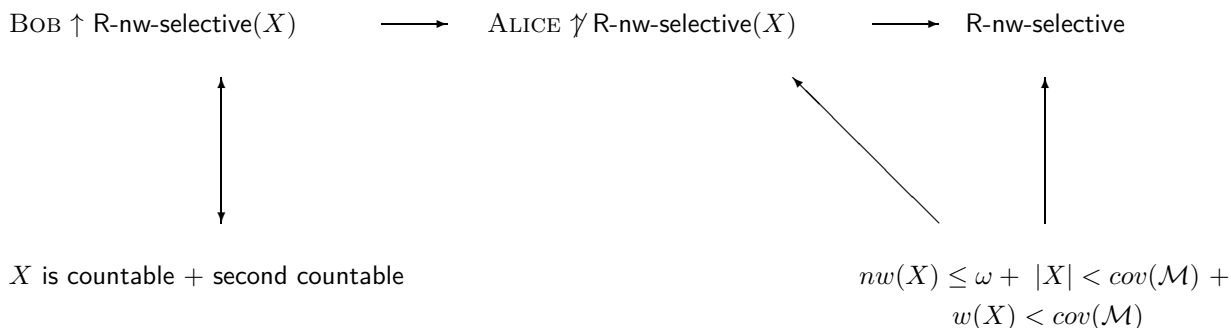 BOB ↑ R-nw-selective(X)
ALICE ↑̸ R-nw-selective(X)
R-nw-selective
X is countable + second countable
nw(X) ≤ ω + |X| < cov(ℳ) +
w(X) < cov(ℳ)